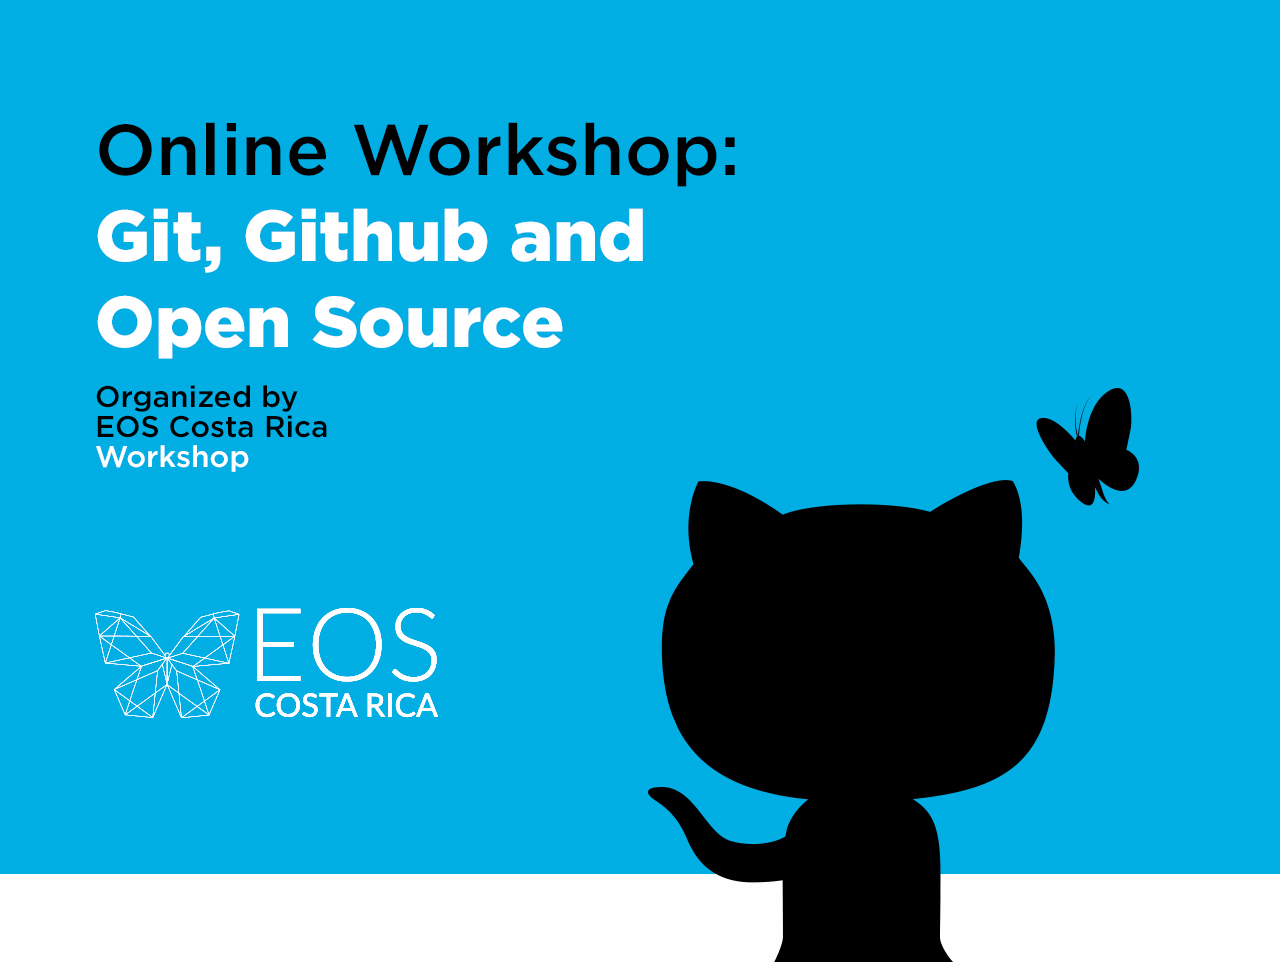 Online Workshop:
Git, Github and
Open Source
Organized by
EOS Costa Rica
Workshop
EOS
COSTA RICA